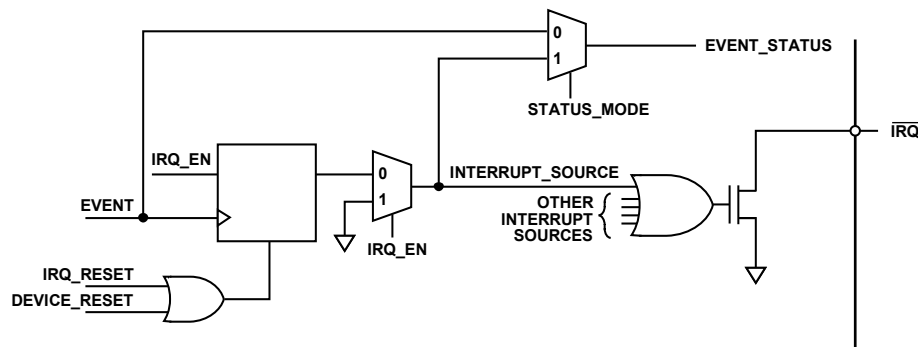 0
EVENT_STATUS
1
STATUS_MODE
IRQ
IRQ_EN
0
INTERRUPT_SOURCE
EVENT
1
OTHER
INTERRUPT
SOURCES
IRQ_EN
IRQ_RESET
DEVICE_RESET